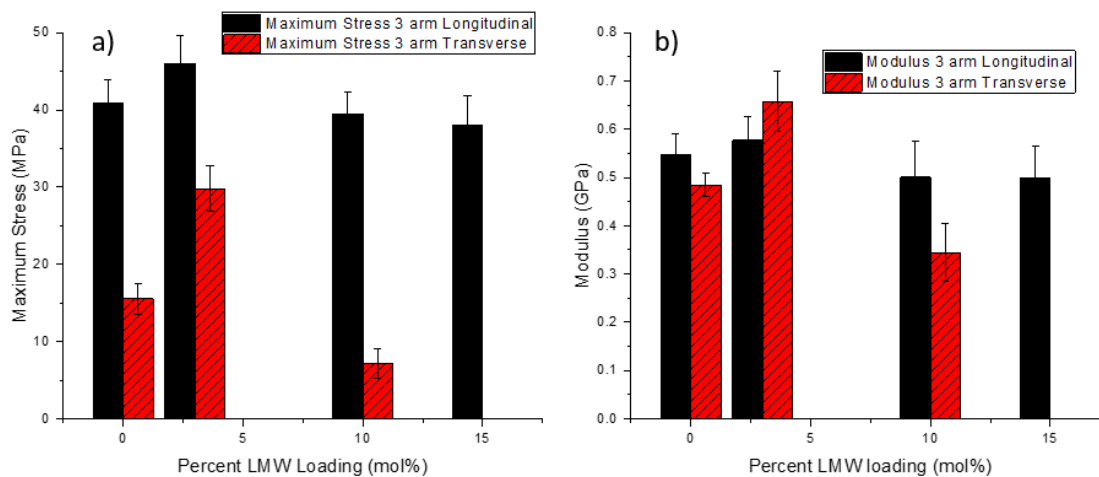 a)
Maximum Stress 3 arm Longitudinal
Maximum Stress 3 arm Transverse
50
40
30
20
10
0
Maximum Stress (MPa)
0 5 10 15
Percent LMW Loading (mol%)
b)
Modulus 3 arm Longitudinal
Modulus 3 arm Transverse
0.8
0.7
0.6
0.5
0.4
0.3
0.2
0.1
0.0
Modulus (GPa)
0 5 10 15
Percent LMW loading (mol%)